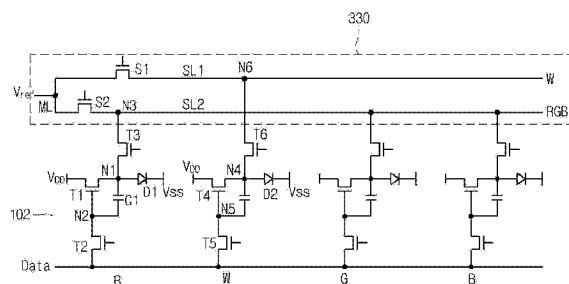 330
S1 SL1 N6 W
Vref
ML S2 N3 SL2 RGB
T3 T6
VDD N1 VDD N4
T1 D1 VSS T4 D2 VSS
C1
102 N2 N5
T2 T5
Data
R W G B